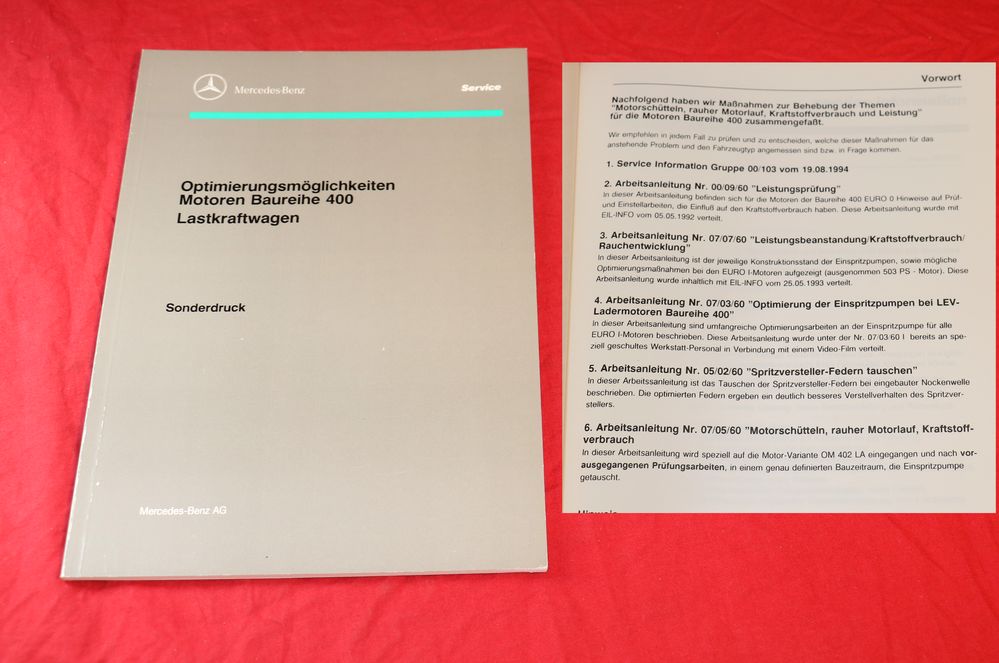 Mercedes-Benz
Service
Optimierungsmöglichkeiten
Motoren Baureihe 400
Lastkraftwagen
Sonderdruck
Mercedes-Benz AG
Vorwort
Nachfolgend haben wir Maßnahmen zur Behebung der Themen
"Motorschütteln, rauher Motorlauf, Kraftstoffverbrauch und Leistung"
für die Motoren Baureihe 400 zusammengefaßt.
Wir empfehlen in jedem Fall zu prüfen und zu entscheiden, welche dieser Maßnahmen für das
anstehende Problem und den Fahrzeugtyp angemessen sind bzw. in Frage kommen.
1. Service Information Gruppe 00/103 vom 19.08.1994
2. Arbeitsanleitung Nr. 00/09/60 "Leistungsprüfung"
In dieser Arbeitsanleitung befinden sich für die Motoren der Baureihe 400 EURO 0 Hinweise auf Prüf-
und Einstellarbeiten, die Einfluß auf den Kraftstoffverbrauch haben. Diese Arbeitsanleitung wurde mit
EIL-INFO vom 05.05.1992 verteilt.
3. Arbeitsanleitung Nr. 07/07/60 "Leistungsbeanstandung/Kraftstoffverbrauch/
Rauchentwicklung"
In dieser Arbeitsanleitung ist der jeweilige Konstruktionsstand der Einspritzpumpen, sowie mögliche
Optimierungsmaßnahmen bei den EURO I-Motoren aufgezeigt (ausgenommen 503 PS - Motor). Diese
Arbeitsanleitung wurde inhaltlich mit EIL-INFO vom 25.05.1993 verteilt.
4. Arbeitsanleitung Nr. 07/03/60 "Optimierung der Einspritzpumpen bei LEV-
Ladermotoren Baureihe 400"
In dieser Arbeitsanleitung sind umfangreiche Optimierungsarbeiten an der Einspritzpumpe für alle
EURO I-Motoren beschrieben. Diese Arbeitsanleitung wurde unter der Nr. 07/03/60 I bereits an spe-
ziell geschultes Werkstatt-Personal in Verbindung mit einem Video-Film verteilt.
5. Arbeitsanleitung Nr. 05/02/60 "Spritzversteller-Federn tauschen"
In dieser Arbeitssanleitung ist das Tauschen der Spritzversteller-Federn bei eingebauter Nockenwelle
beschrieben. Die optimierten Federn ergeben ein deutlich besseres Verstellverhalten des Spritzver-
stellers.
6. Arbeitsanleitung Nr. 07/05/60 "Motorschütteln, rauher Motorlauf, Kraftstoff-
verbrauch
In dieser Arbeitsanleitung wird speziell auf die Motor-Variante OM 402 LA eingegangen und nach vor-
ausgegangenen Prüfungsarbeiten, in einem genau definierten Bauzeitraum, die Einspritzpumpe
getauscht.